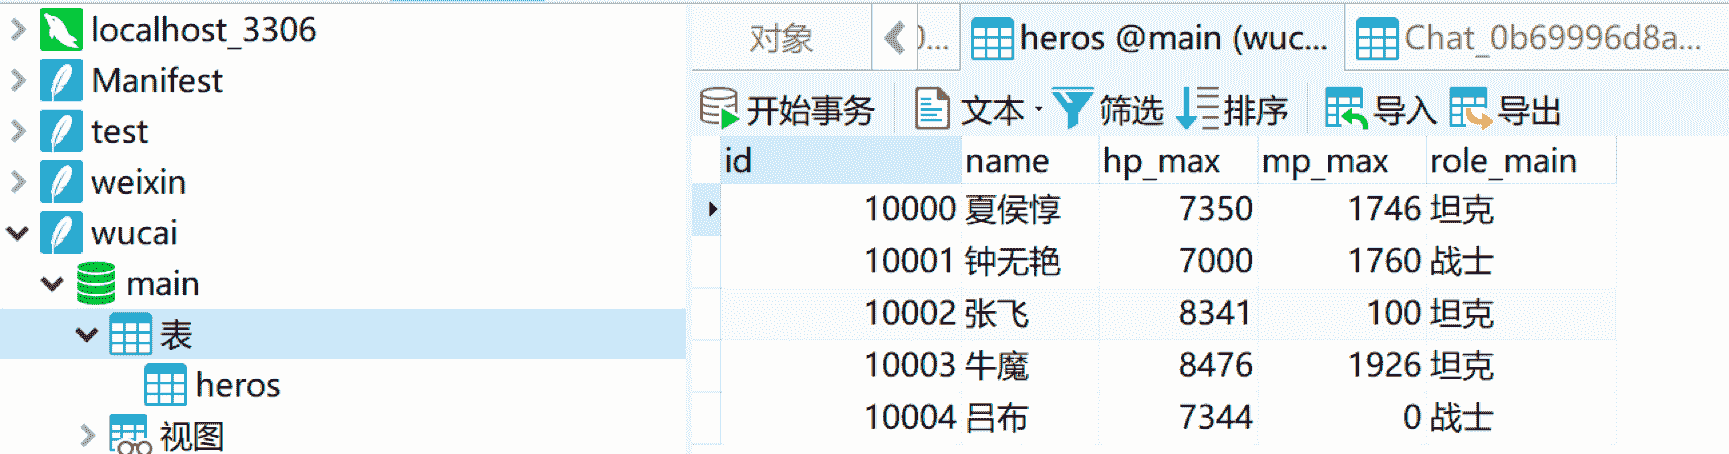 localhost_3306
Manifest
test
weixin
wucai
main
表
heros
视图
对象 0... heros @main (wuc... Chat_0b69996d8a...
开始事务 文本 筛选 排序 导入 导出
id name hp_max mp_max role_main
10000 夏侯惇 7350 1746 坦克
10001 钟无艳 7000 1760 战士
10002 张飞 8341 100 坦克
10003 牛魔 8476 1926 坦克
10004 吕布 7344 0 战士